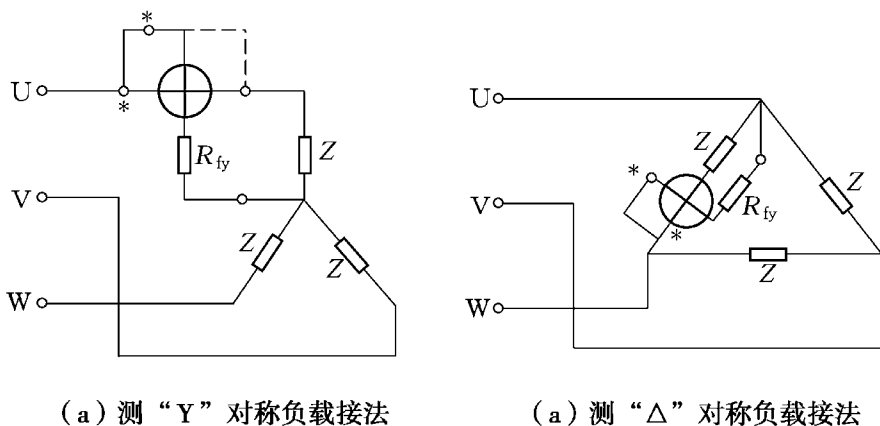 * *
U
R_fy Z
V
Z Z
W
(a)测“Y”对称负载接法
U
Z
* Z
V
* R_fy
Z
W
(a)测“△”对称负载接法